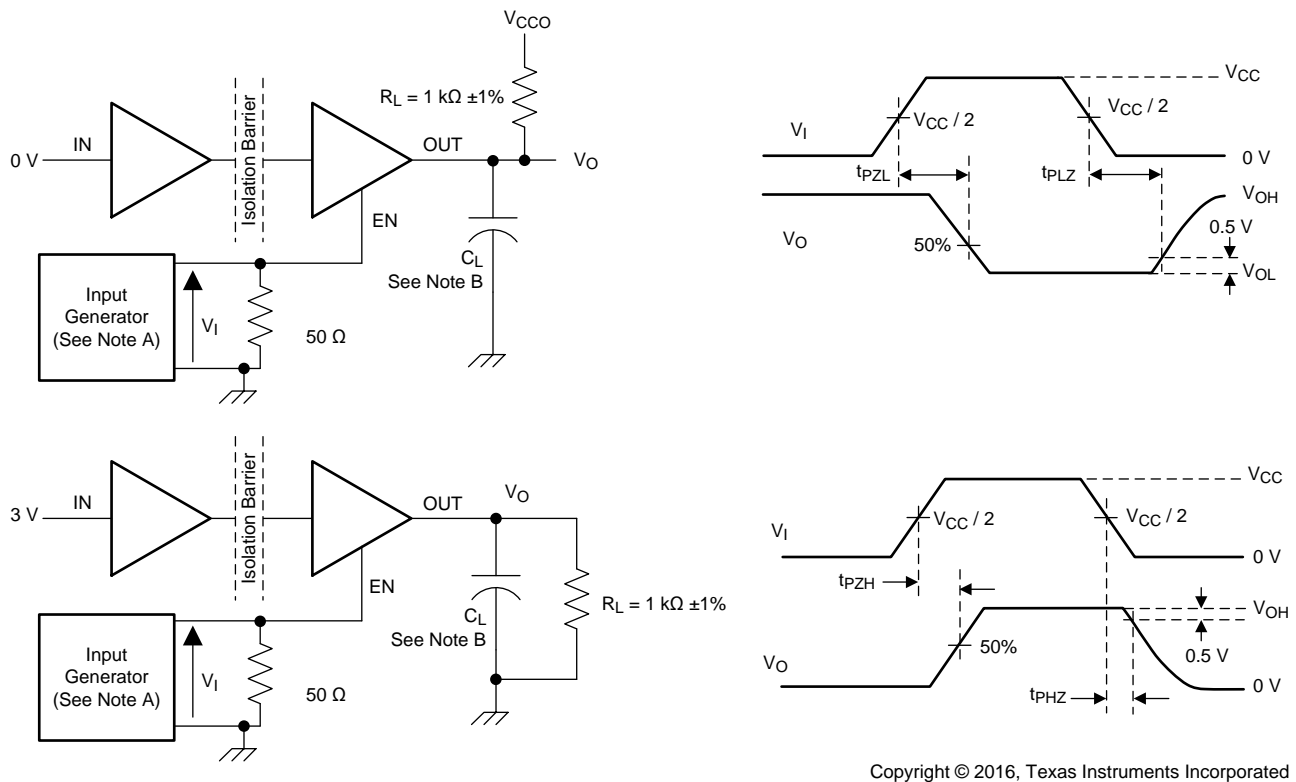 VCCO
RL = 1 kΩ ±1%
0 V
IN
Isolation Barrier
OUT
VO
EN
CL
See Note B
Input
Generator
(See Note A)
VI
50 Ω
VCC
VI
VCC / 2
VCC / 2
0 V
tPZL
tPLZ
VO
50%
VOH
0.5 V
VOL
3 V
IN
Isolation Barrier
OUT
VO
EN
CL
See Note B
RL = 1 kΩ ±1%
Input
Generator
(See Note A)
VI
50 Ω
VCC
VI
VCC / 2
VCC / 2
0 V
tPZH
VO
50%
VOH
0.5 V
tPHZ
0 V
Copyright © 2016, Texas Instruments Incorporated